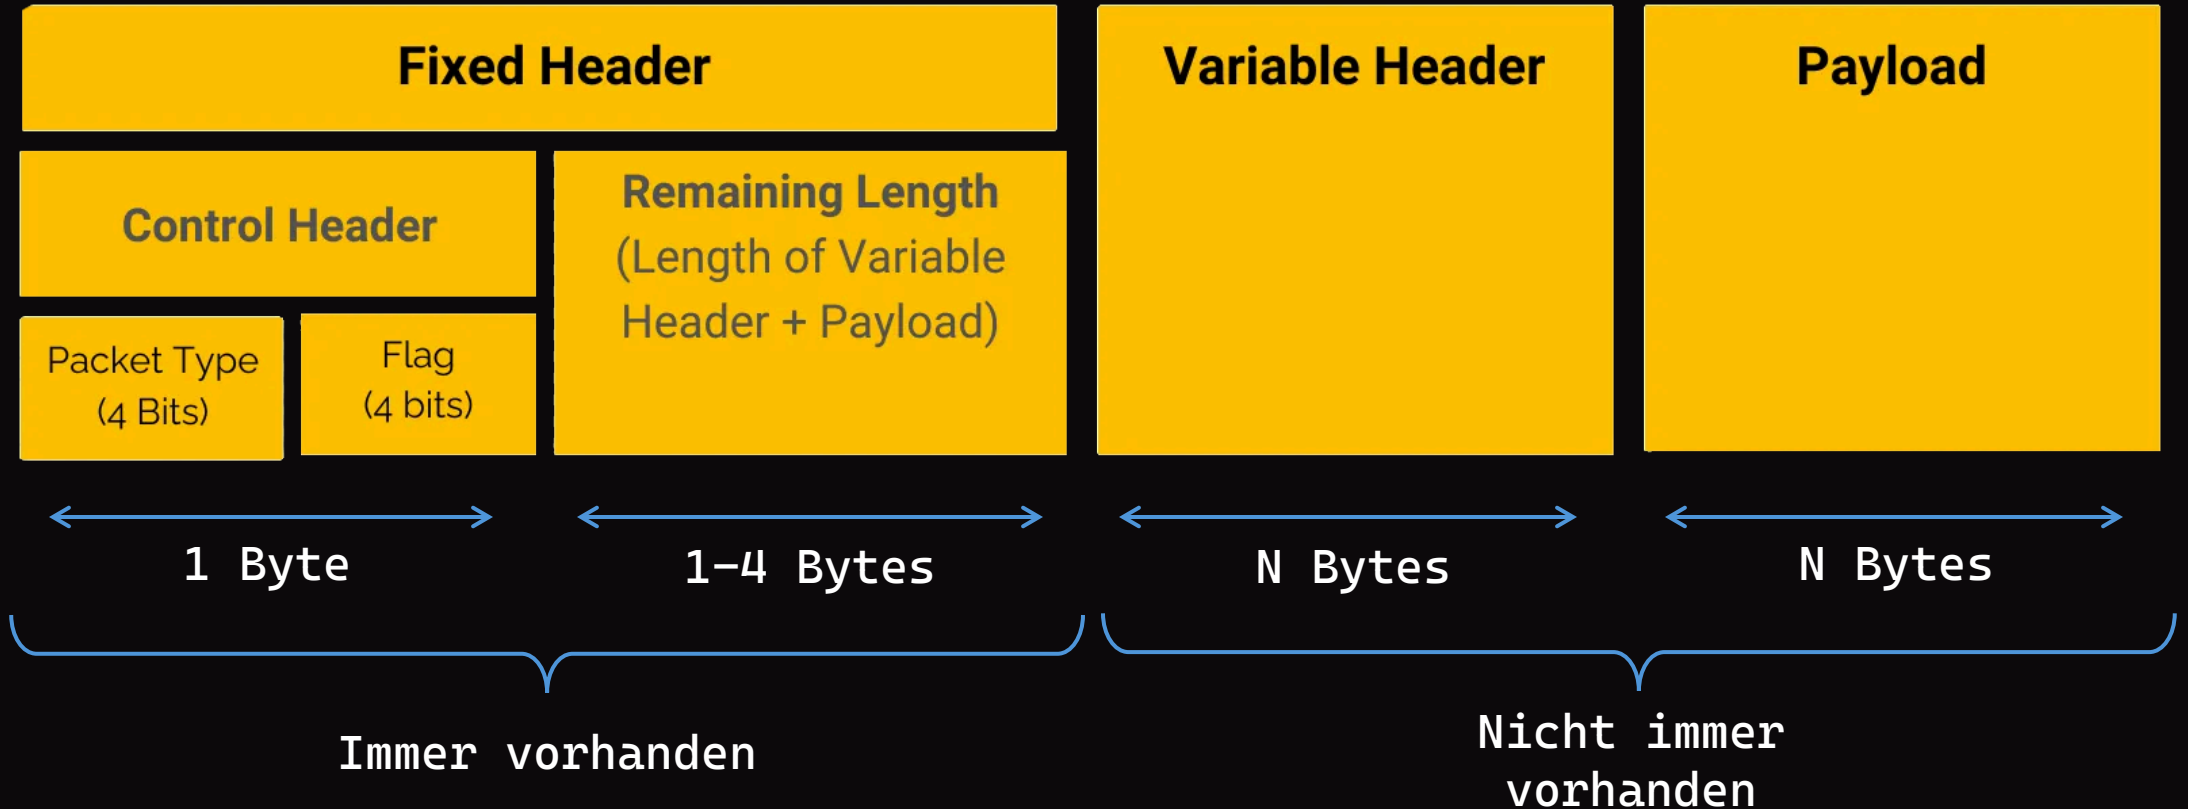 Fixed Header
Variable Header
Payload
Control Header
Remaining Length
(Length of Variable
Header + Payload)
Packet Type
(4 Bits)
Flag
(4 bits)
1 Byte
1-4 Bytes
N Bytes
N Bytes
Immer vorhanden
Nicht immer
vorhanden